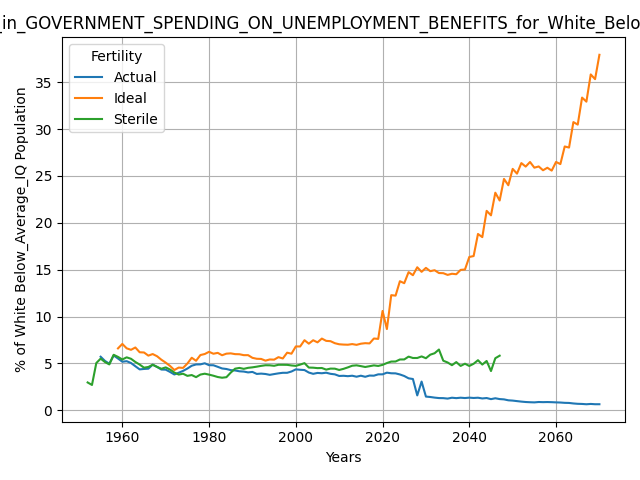 _in_GOVERNMENT_SPENDING_ON_UNEMPLOYMENT_BENEFITS_for_White_Belo
Fertility
Actual
Ideal
Sterile
% of White Below_Average_IQ Population
35
30
25
20
15
10
5
0
1960 1980 2000 2020 2040 2060
Years